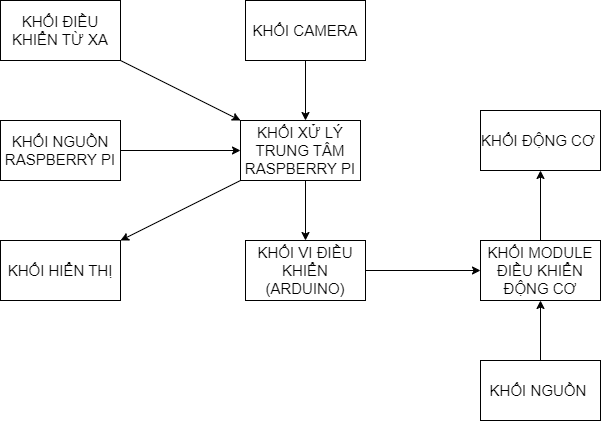 KHỐI ĐIỀU
KHIỂN TỪ XA
KHỐI CAMERA
KHỐI NGUỒN
RASPBERRY PI
KHỐI XỬ LÝ
TRUNG TÂM
RASPBERRY PI
KHỐI ĐỘNG CƠ
KHỐI HIỂN THỊ
KHỐI VI ĐIỀU
KHIỂN
(ARDUINO)
KHỐI MODULE
ĐIỀU KHIỂN
ĐỘNG CƠ
KHỐI NGUỒN